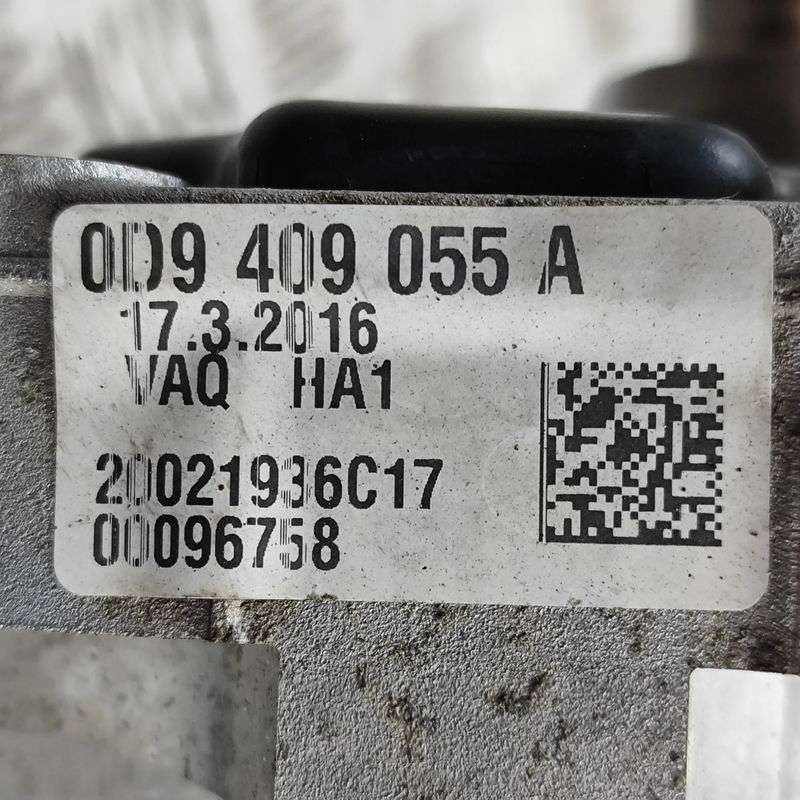 0D9 409 055 A
17.3.2016
VAQ HA1
20021936C17
00096758